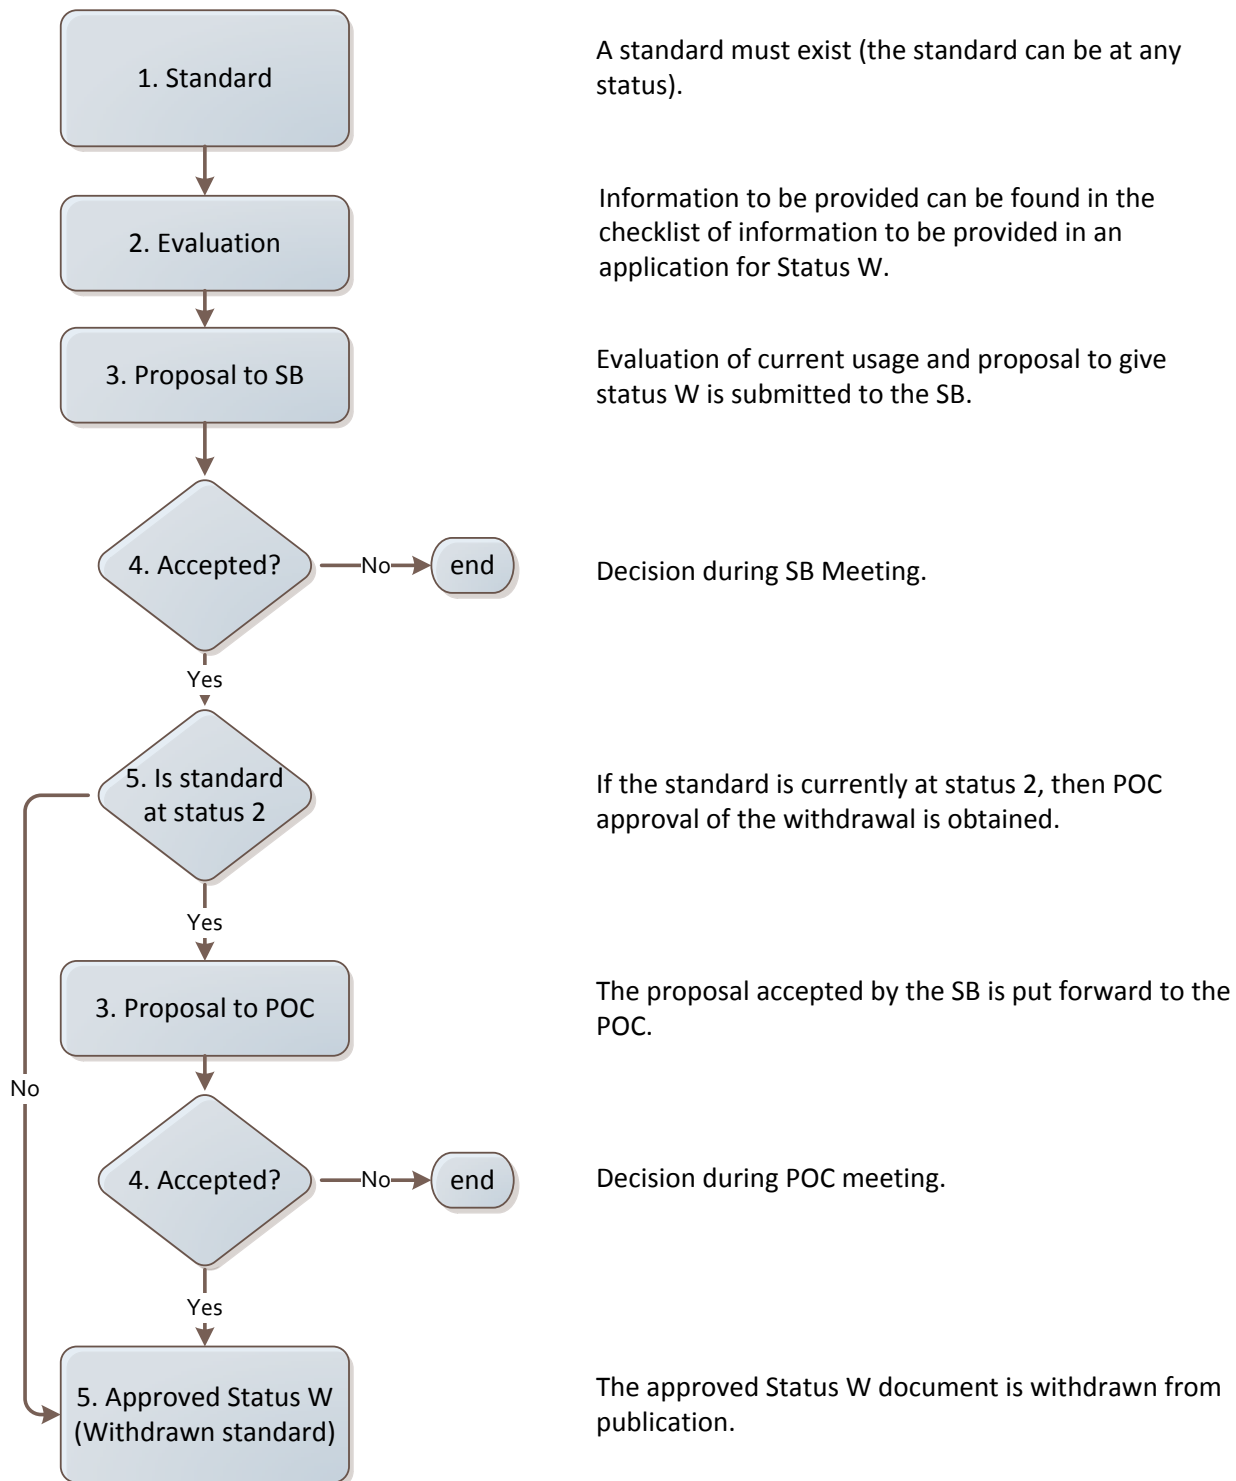 1. Standard
A standard must exist (the standard can be at any
status).
2. Evaluation
Information to be provided can be found in the
checklist of information to be provided in an
application for Status W.
3. Proposal to SB
Evaluation of current usage and proposal to give
status W is submitted to the SB.
4. Accepted?
No
end
Decision during SB Meeting.
Yes
5. Is standard
at status 2
If the standard is currently at status 2, then POC
approval of the withdrawal is obtained.
Yes
3. Proposal to POC
The proposal accepted by the SB is put forward to the
POC.
No
4. Accepted?
No
end
Decision during POC meeting.
Yes
5. Approved Status W
(Withdrawn standard)
The approved Status W document is withdrawn from
publication.